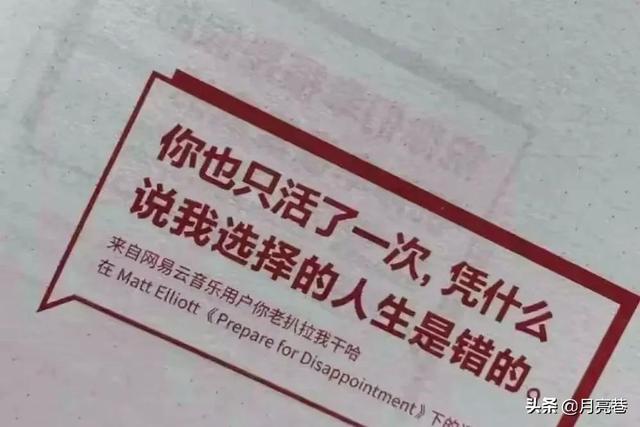 你也只活了一次，凭什么
说我选择的人生是错的。
来自网易云音乐用户你老扒拉我干哈
在 Matt Elliott《Prepare for Disappointment》下的
头条 @月亮巷